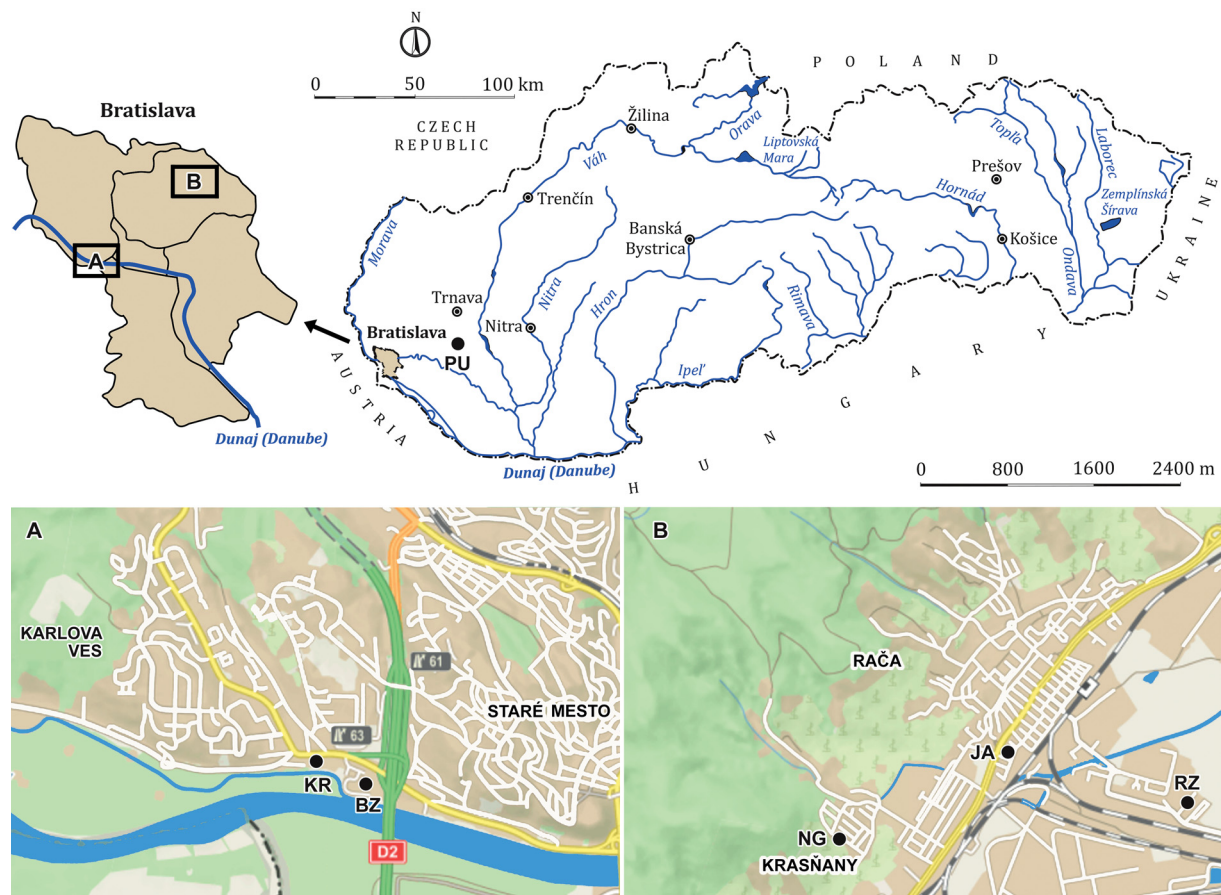 Bratislava
B
A
Dunaj (Danube)
N
0 50 100 km
P O L A N D
CZECH
REPUBLIC
Žilina
Orava
Liptovská
Mara
Váh
Topľa
Laborec
Prešov
Hornád
Zemplínská
Šírava
Trenčín
Morava
Banská
Bystrica
Košice
Ondava
U K R A I N E
Trnava
Nitra
Nitra
Hron
Rimava
Bratislava
PU
Ipeľ
A U S T R I A
Dunaj (Danube)
H U N G A R Y
0 800 1600 2400 m
A
KARLOVA
VES
61
STARÉ MESTO
63
KR
BZ
D2
B
RAČA
JA
RZ
NG
KRASŇANY